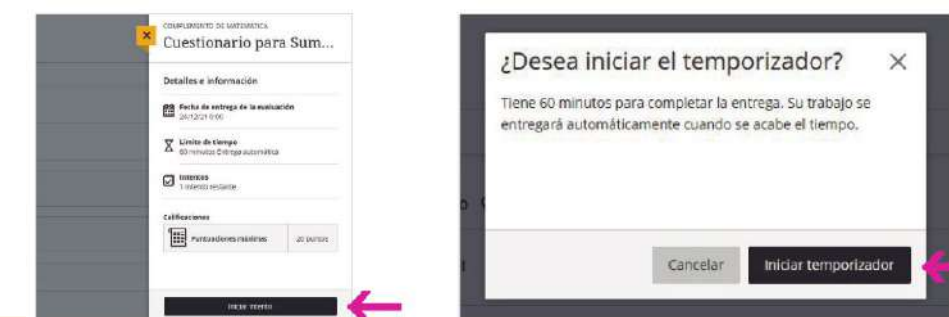 COMPLEMENTO DE MATEMÁTICA
Cuestionario para Sum...
Detalles e información
Fecha de entrega de la evaluación
24/12/21 0:00
Límite de tiempo
60 minutos Entrega automática
Intentos
1 intento restante
Calificaciones
Puntuaciones máximas
20 puntos
Iniciar intento
¿Desea iniciar el temporizador?
Tiene 60 minutos para completar la entrega. Su trabajo se
entregará automáticamente cuando se acabe el tiempo.
Cancelar
Iniciar temporizador